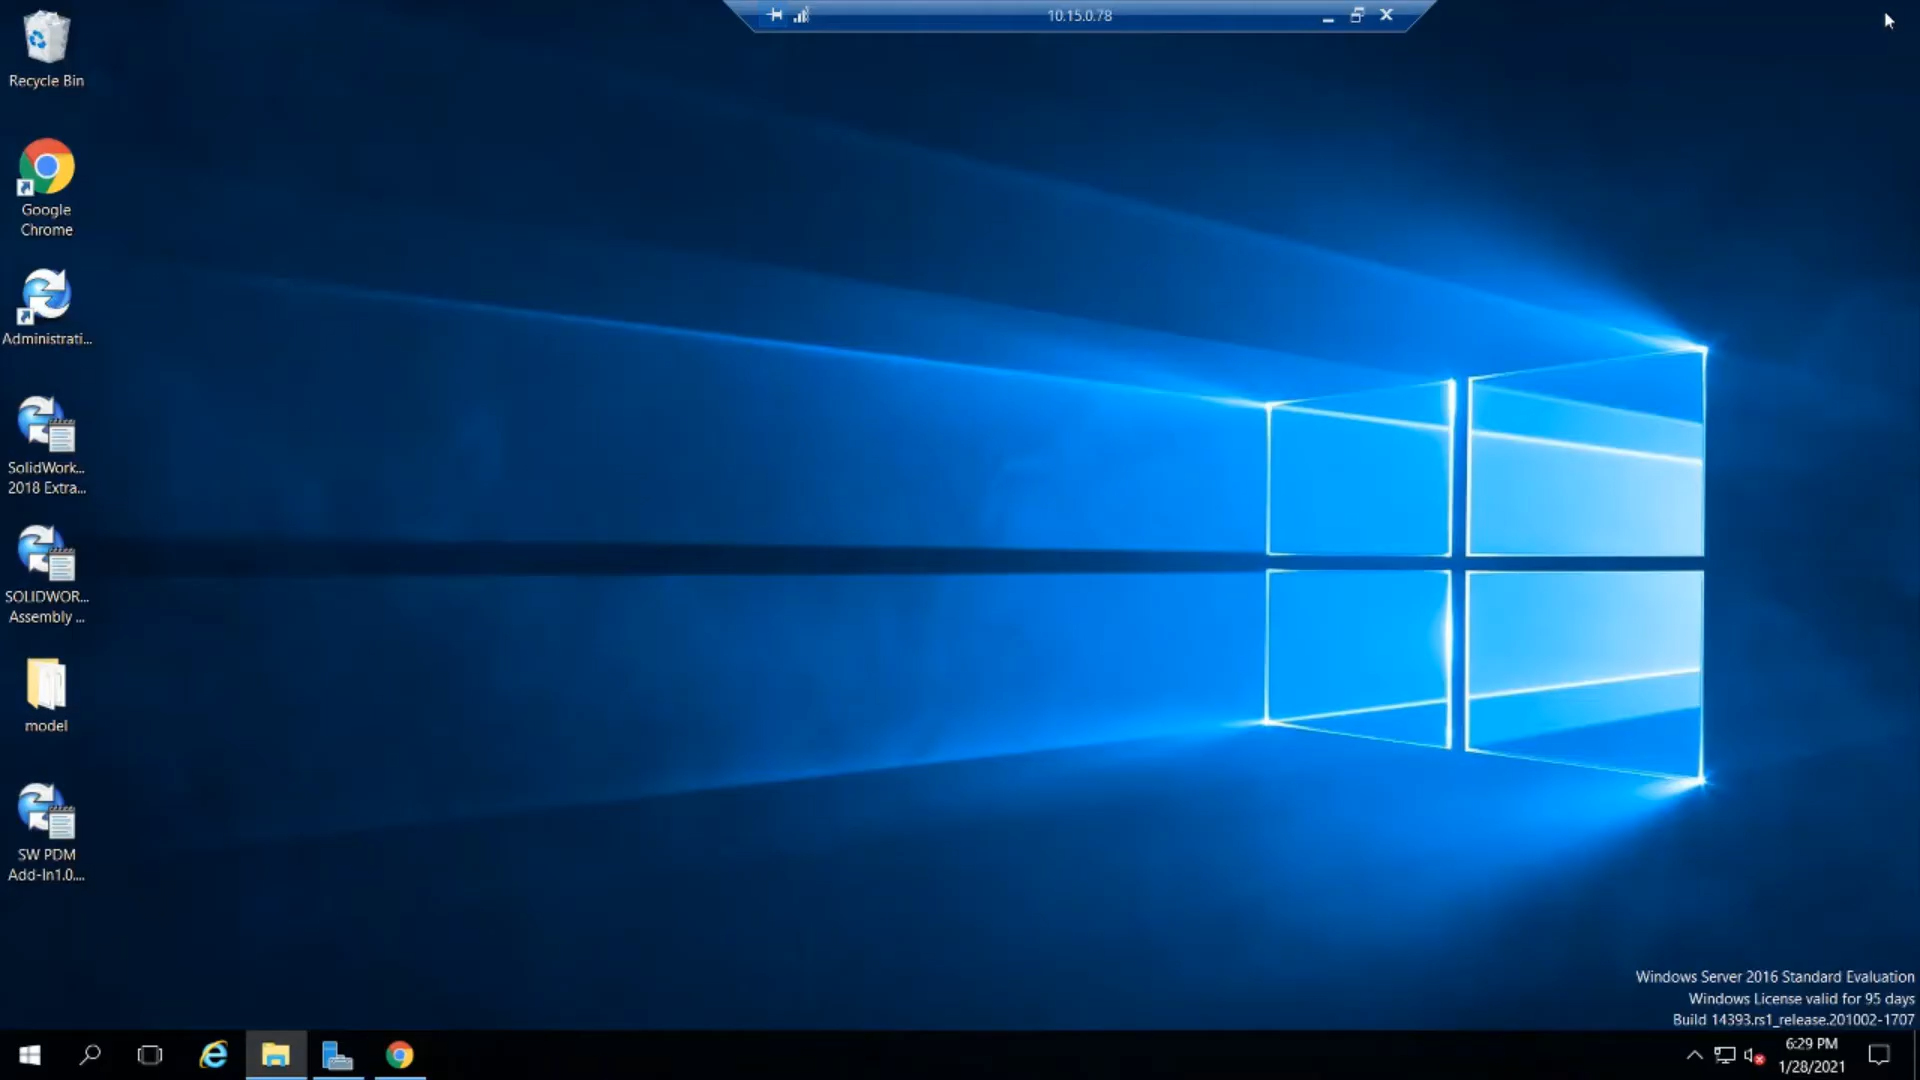 10.15.0.78
Recycle Bin
Google
Chrome
Administrati...
SolidWork...
2018 Extra...
SOLIDWOR...
Assembly ...
model
SW PDM
Add-In1.0....
Windows Server 2016 Standard Evaluation
Windows License valid for 95 days
Build 14393.rs1_release.201002-1707
6:29 PM
1/28/2021